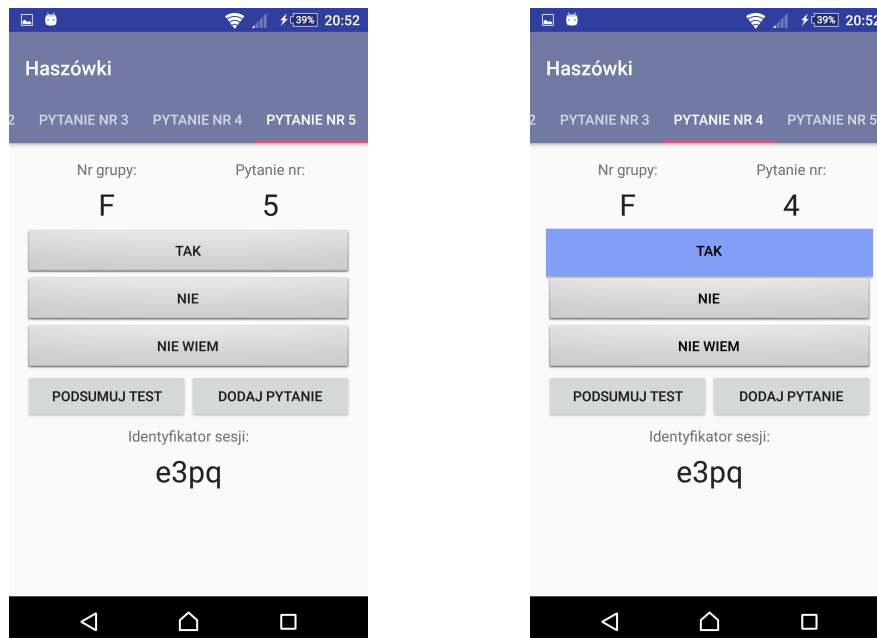 39% 20:52
Haszówki
2 PYTANIE NR 3 PYTANIE NR 4 PYTANIE NR 5
Nr grupy: Pytanie nr:
F 5
TAK
NIE
NIE WIEM
PODSUMUJ TEST DODAJ PYTANIE
Identyfikator sesji:
e3pq
39% 20:52
Haszówki
2 PYTANIE NR 3 PYTANIE NR 4 PYTANIE NR 5
Nr grupy: Pytanie nr:
F 4
TAK
NIE
NIE WIEM
PODSUMUJ TEST DODAJ PYTANIE
Identyfikator sesji:
e3pq